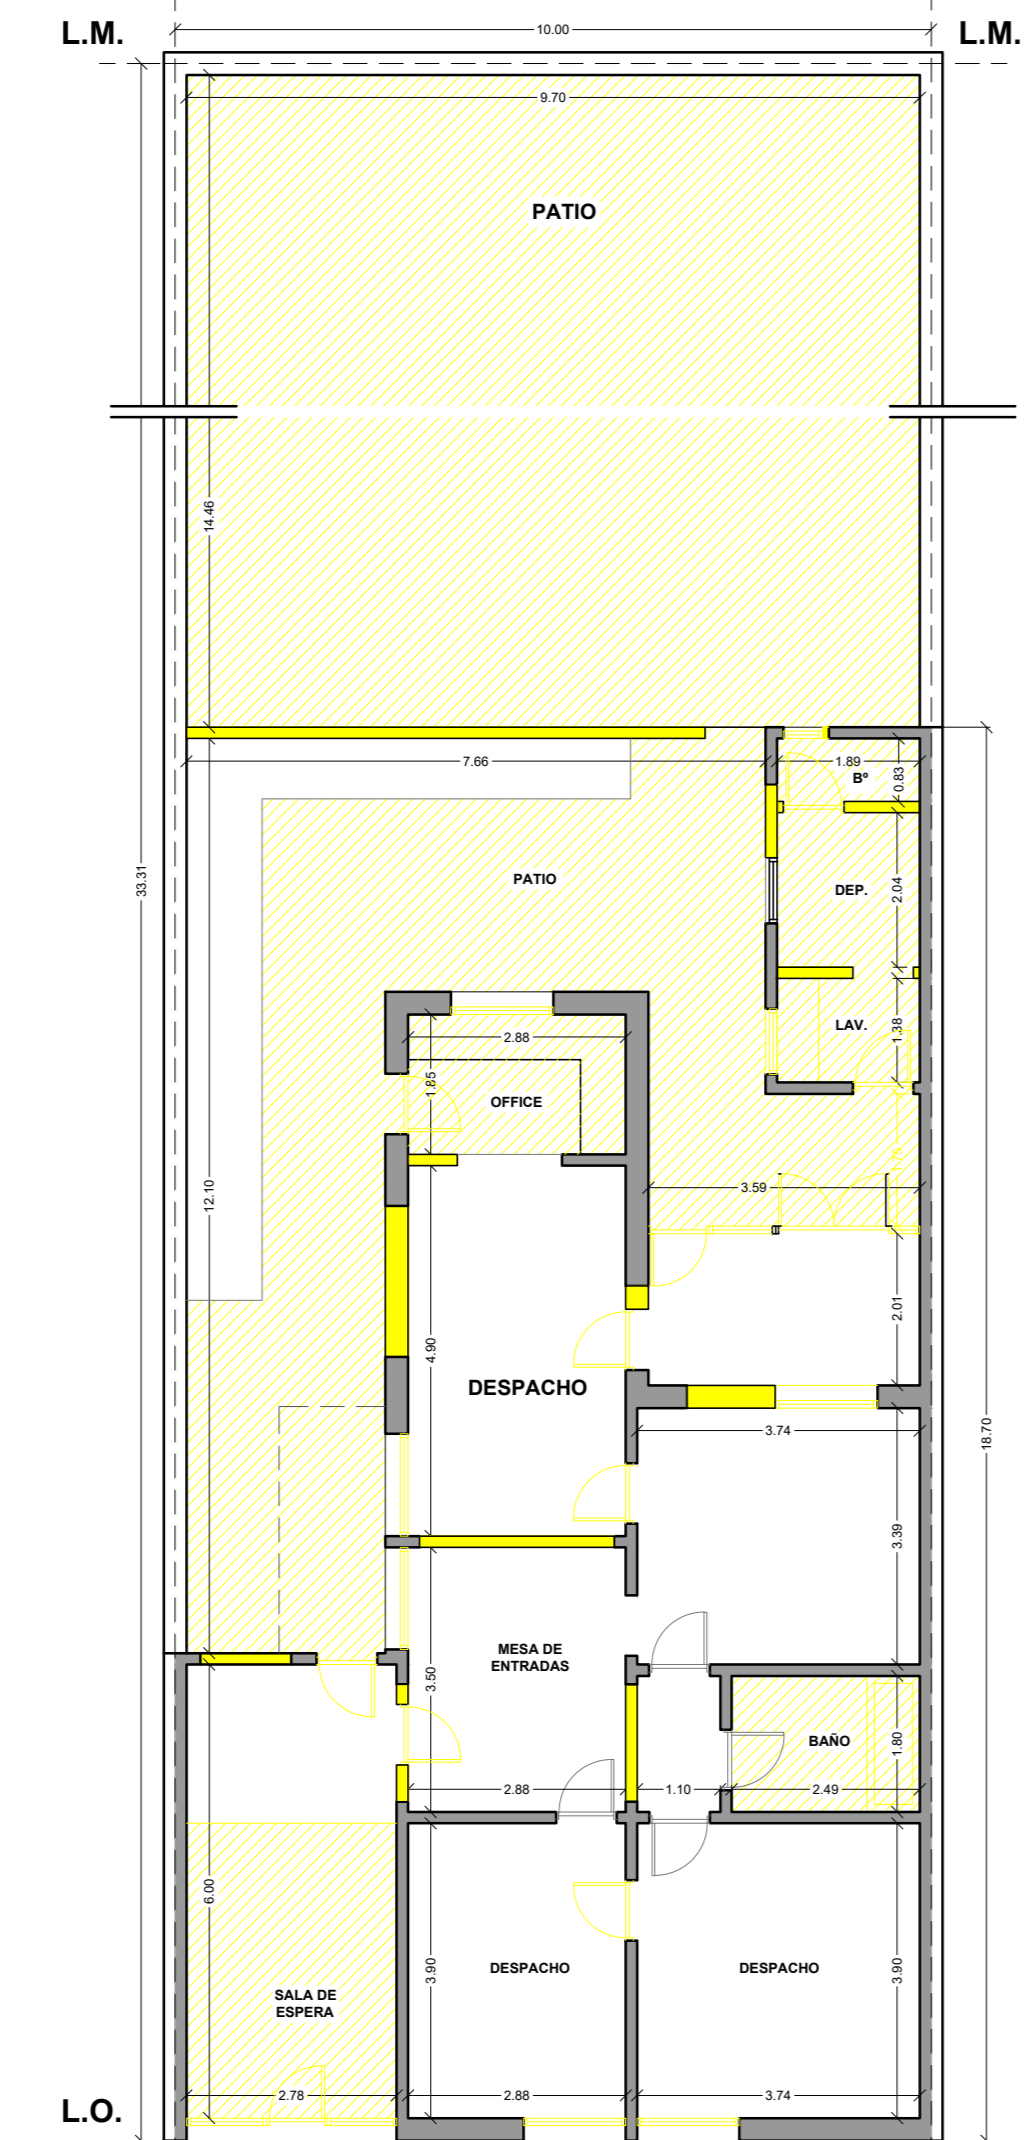 10.00
L.M.
L.M.
9.70
PATIO
14.46
7.66
1.89
Bº
0.83
33.31
PATIO
DEP.
2.04
LAV.
1.38
2.88
1.85
OFFICE
1.75
3.59
12.10
2.01
4.90
DESPACHO
3.74
18.70
3.39
MESA DE
ENTRADAS
3.50
BAÑO
1.80
2.88
1.10
2.49
6.00
3.90
DESPACHO
DESPACHO
3.90
SALA DE
ESPERA
2.78
2.88
3.74
L.O.